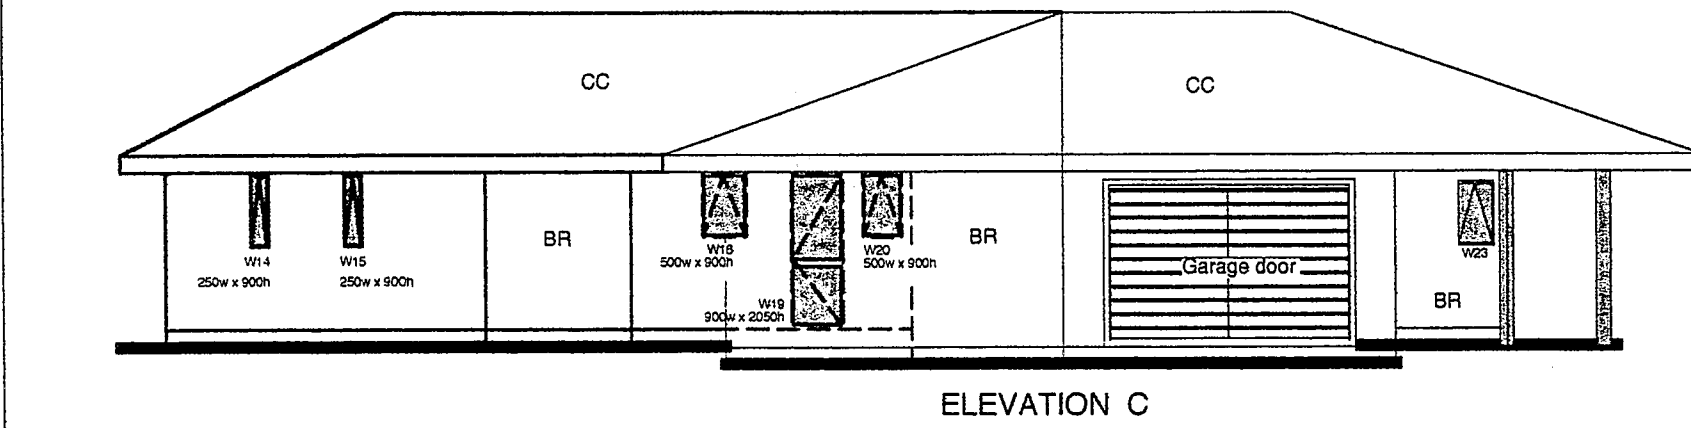 CC
CC
W14
250w x 900h
W15
250w x 900h
BR
W18
500w x 900h
W19
900w x 2050h
W20
500w x 900h
BR
Garage door
W23
BR
ELEVATION C